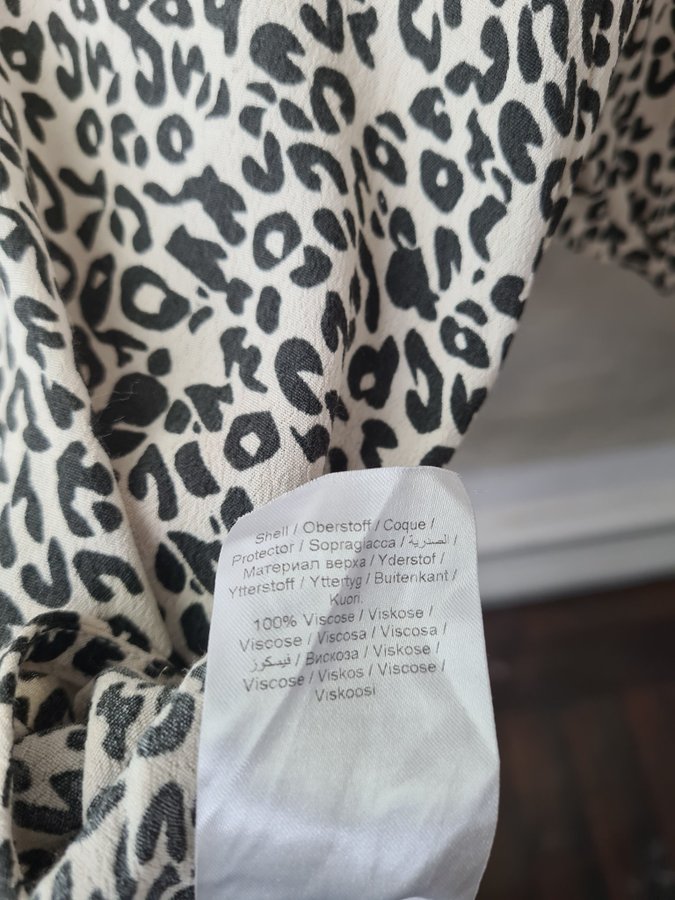 Shell / Oberstoff / Coque /
Protector / Sopragiacca / الصدرية /
Материал верха / Yderstof /
Ytterstoff / Yttertyg / Buitenkant /
Kuori:
100% Viscose / Viskose /
Viscose / Viscosa / Viscosa /
فيسكوز / Вискоза / Viskose /
Viscose / Viskos / Viscose /
Viskoosi